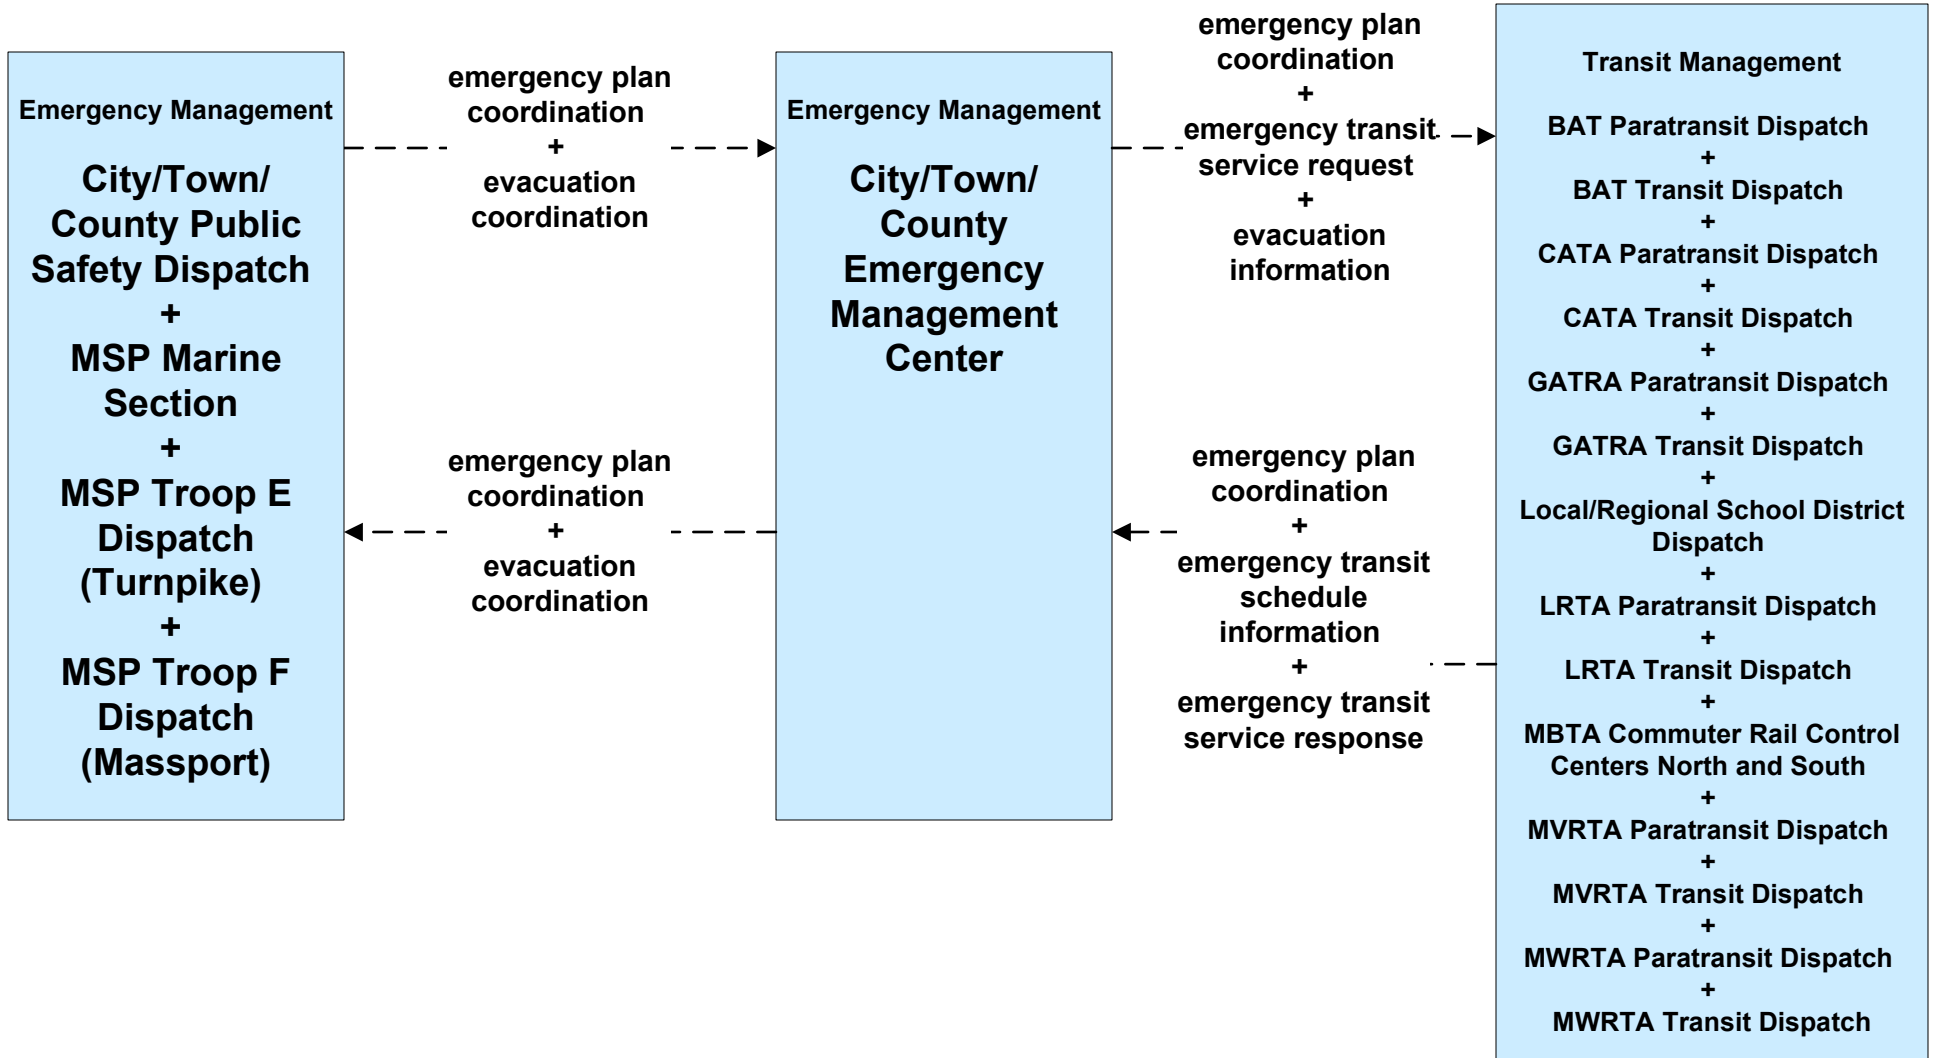 Emergency Management
City/Town/
County Public
Safety Dispatch
+
MSP Marine
Section
+
MSP Troop E
Dispatch
(Turnpike)
+
MSP Troop F
Dispatch
(Massport)
emergency plan
coordination
+
evacuation
coordination
emergency plan
coordination
+
evacuation
coordination
Emergency Management
City/Town/
County
Emergency
Management
Center
emergency plan
coordination
+
emergency transit
service request
+
evacuation
information
emergency plan
coordination
+
emergency transit
schedule
information
+
emergency transit
service response
Transit Management
BAT Paratransit Dispatch
+
BAT Transit Dispatch
+
CATA Paratransit Dispatch
+
CATA Transit Dispatch
+
GATRA Paratransit Dispatch
+
GATRA Transit Dispatch
+
Local/Regional School District
Dispatch
+
LRTA Paratransit Dispatch
+
LRTA Transit Dispatch
+
MBTA Commuter Rail Control
Centers North and South
+
MVRTA Paratransit Dispatch
+
MVRTA Transit Dispatch
+
MWRTA Paratransit Dispatch
+
MWRTA Transit Dispatch